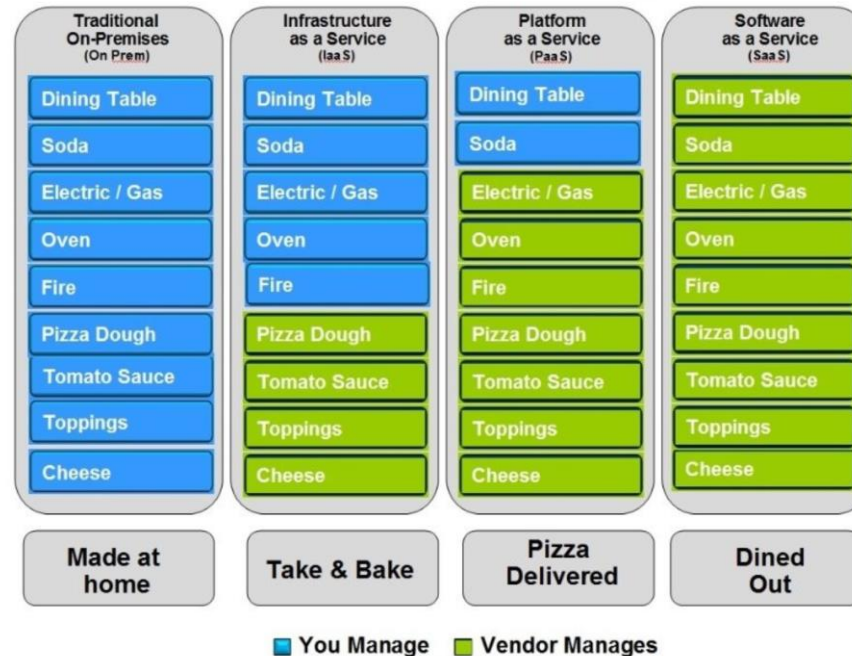 Traditional
On-Premises
(On Prem)
Dining Table
Soda
Electric / Gas
Oven
Fire
Pizza Dough
Tomato Sauce
Toppings
Cheese
Made at
home
Infrastructure
as a Service
(IaaS)
Dining Table
Soda
Electric / Gas
Oven
Fire
Pizza Dough
Tomato Sauce
Toppings
Cheese
Take & Bake
Platform
as a Service
(PaaS)
Dining Table
Soda
Electric / Gas
Oven
Fire
Pizza Dough
Tomato Sauce
Toppings
Cheese
Pizza
Delivered
Software
as a Service
(SaaS)
Dining Table
Soda
Electric / Gas
Oven
Fire
Pizza Dough
Tomato Sauce
Toppings
Cheese
Dined
Out
You Manage
Vendor Manages